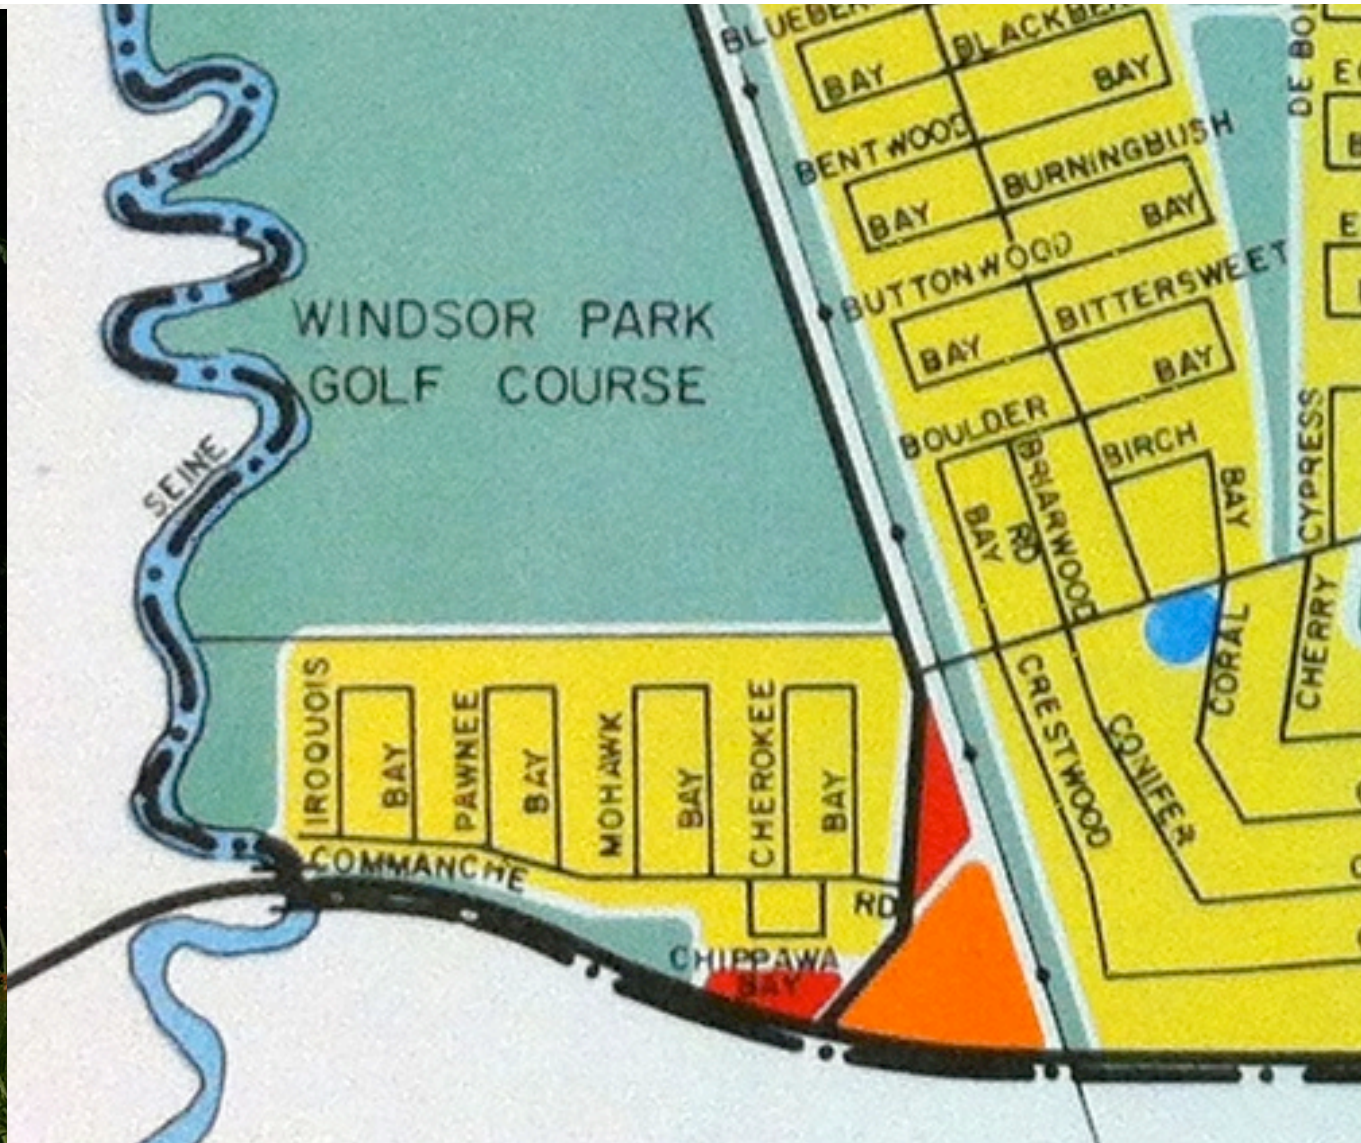 BLUEBER
BAY
BLACKBE
BAY
DE BO
BENTWOOD
BAY
BURNINGBUSH
BAY
BUTTONWOOD
BAY
BITTERSWEET
BAY
WINDSOR PARK
GOLF COURSE
SEINE
BOULDER
BAY
BRIARWOOD
RD
BIRCH
BAY
CYPRESS
CHERRY
CORAL
CRESTWOOD
CONIFER
IROQUOIS
BAY
PAWNEE
BAY
MOHAWK
BAY
CHEROKEE
BAY
COMMANCHE
RD
CHIPPAWA
BAY